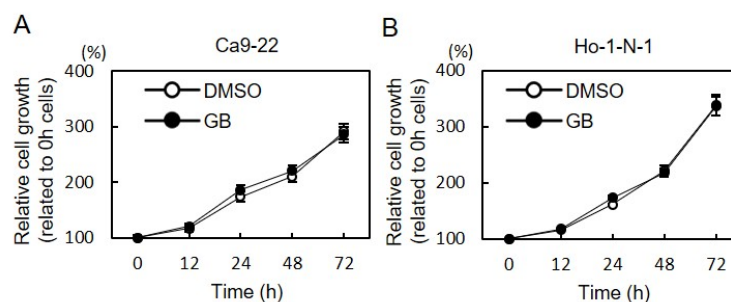 A
Ca9-22
(%)
Relative cell growth
(related to 0h cells)
400
300
200
100
DMSO
GB
0 12 24 48 72
Time (h)
B
Ho-1-N-1
(%)
Relative cell growth
(related to 0h cells)
400
300
200
100
DMSO
GB
0 12 24 48 72
Time (h)